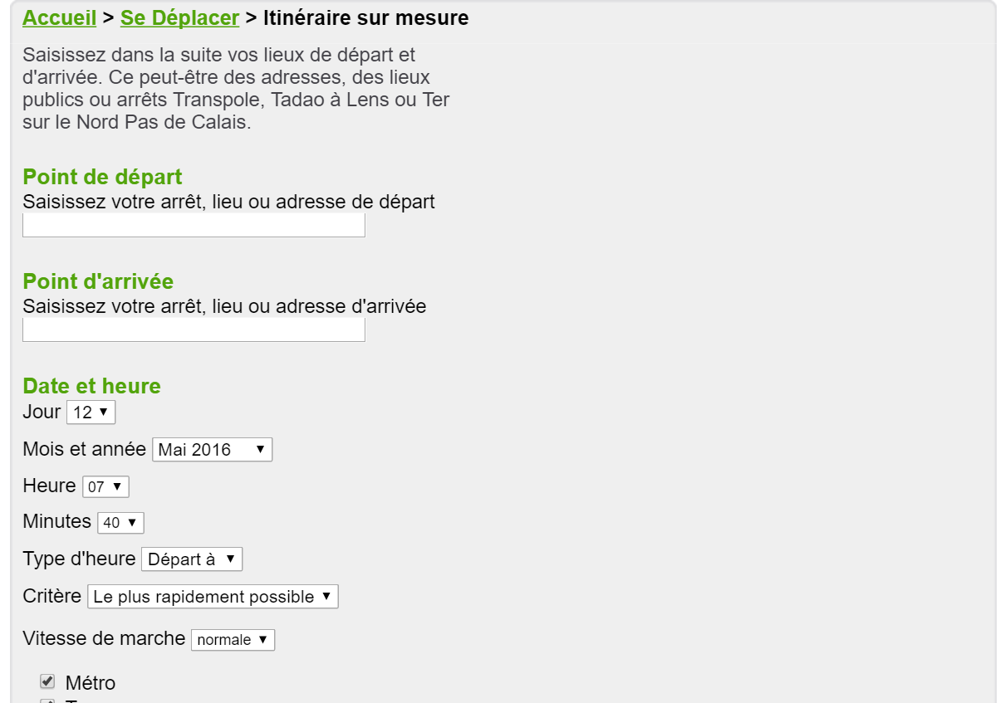 Accueil > Se Déplacer > Itinéraire sur mesure
Saisissez dans la suite vos lieux de départ et
d'arrivée. Ce peut-être des adresses, des lieux
publics ou arrêts Transpole, Tadao à Lens ou Ter
sur le Nord Pas de Calais.
Point de départ
Saisissez votre arrêt, lieu ou adresse de départ
Point d'arrivée
Saisissez votre arrêt, lieu ou adresse d'arrivée
Date et heure
Jour 12
Mois et année Mai 2016
Heure 07
Minutes 40
Type d'heure Départ à
Critère Le plus rapidement possible
Vitesse de marche normale
Métro